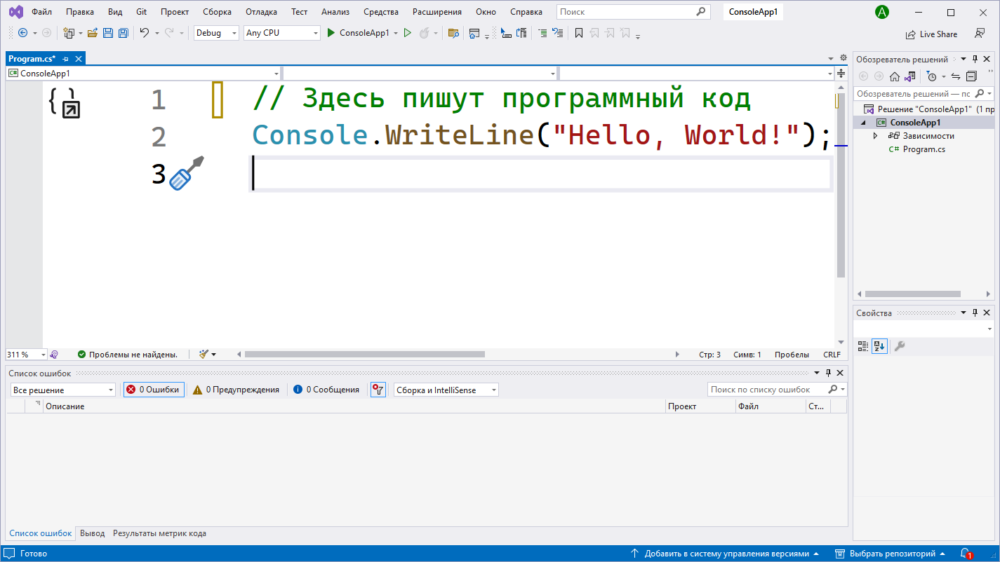 Файл Правка Вид Git Проект Сборка Отладка Тест Анализ Средства Расширения Окно Справка Поиск ConsoleApp1 A
Debug Any CPU ConsoleApp1 Live Share
Program.cs*
ConsoleApp1
1 // Здесь пишут программный код
2 Console.WriteLine("Hello, World!");
3
311 % Проблемы не найдены. Стр: 3 Симв: 1 Пробелы CRLF
Список ошибок
Все решение 0 Ошибки 0 Предупреждения 0 Сообщения Сборка и IntelliSense Поиск по списку ошибок
Описание Проект Файл Ст...
Список ошибок Вывод Результаты метрик кода
Обозреватель решений
Обозреватель решений — пс
Решение "ConsoleApp1" (1 пр
C# ConsoleApp1
Зависимости
C# Program.cs
Свойства
Готово Добавить в систему управления версиями Выбрать репозиторий 1